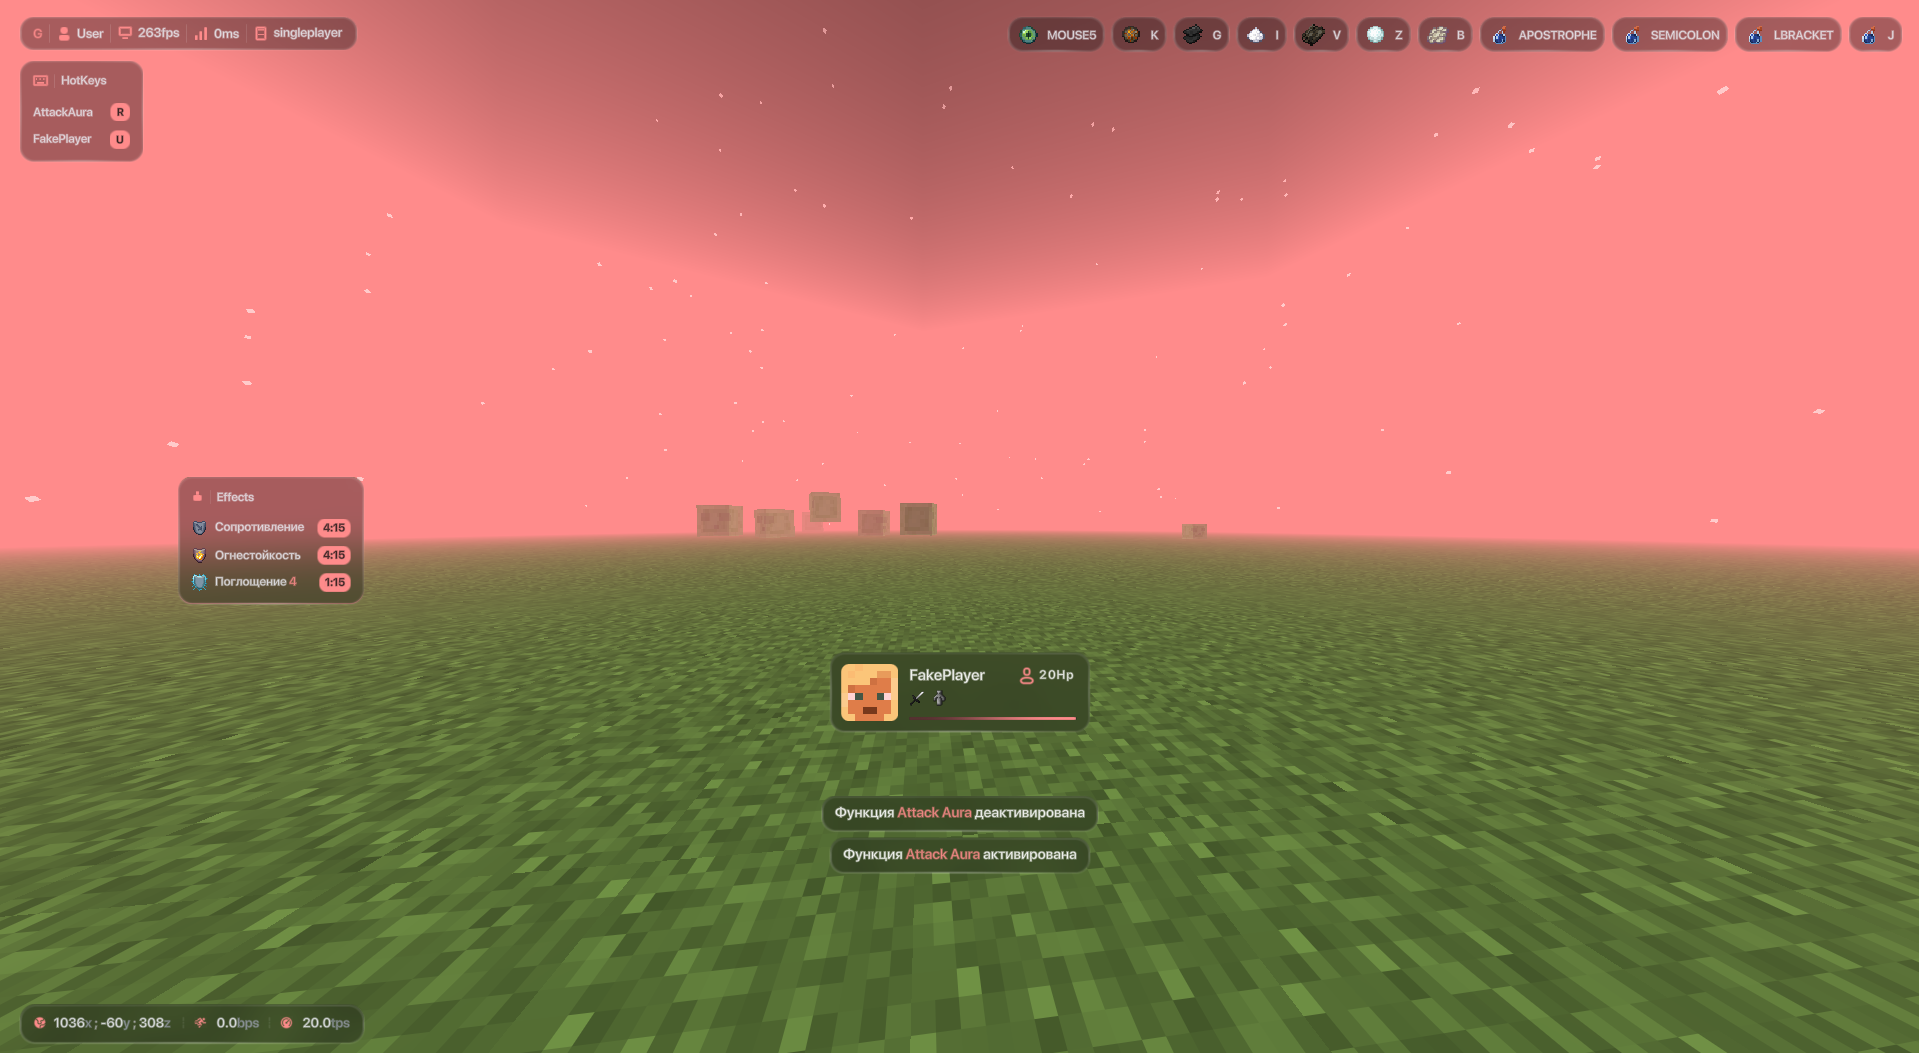 G User 263fps 0ms singleplayer
MOUSE5 K G I V Z B APOSTROPHE SEMICOLON LBRACKET J
HotKeys
AttackAura R
FakePlayer U
Effects
Сопротивление 4:15
Огнестойкость 4:15
Поглощение 4 1:15
FakePlayer 20Hp
Функция Attack Aura деактивирована
Функция Attack Aura активирована
1036x ; -60y ; 308z 0.0bps 20.0tps